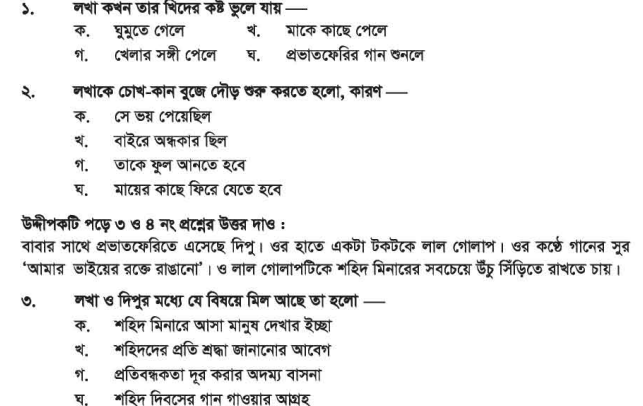 ১. লখা কখন তার খিদের কষ্ট ভুলে যায় —
ক. ঘুমুতে গেলে খ. মাকে কাছে পেলে
গ. খেলার সঙ্গী পেলে ঘ. প্রভাতফেরির গান শুনলে
২. লখাকে চোখ-কান বুজে দৌড় শুরু করতে হলো, কারণ —
ক. সে ভয় পেয়েছিল
খ. বাইরে অন্ধকার ছিল
গ. তাকে ফুল আনতে হবে
ঘ. মায়ের কাছে ফিরে যেতে হবে
উদ্দীপকটি পড়ে ৩ ও ৪ নং প্রশ্নের উত্তর দাও :
বাবার সাথে প্রভাতফেরিতে এসেছে দিপু। ওর হাতে একটা টকটকে লাল গোলাপ। ওর কণ্ঠে গানের সুর
‘আমার ভাইয়ের রক্তে রাঙানো’। ও লাল গোলাপটিকে শহিদ মিনারের সবচেয়ে উঁচু সিঁড়িতে রাখতে চায়।
৩. লখা ও দিপুর মধ্যে যে বিষয়ে মিল আছে তা হলো —
ক. শহিদ মিনারে আসা মানুষ দেখার ইচ্ছা
খ. শহিদদের প্রতি শ্রদ্ধা জানানোর আবেগ
গ. প্রতিবন্ধকতা দূর করার অদম্য বাসনা
ঘ. শহিদ দিবসের গান গাওয়ার আগ্রহ